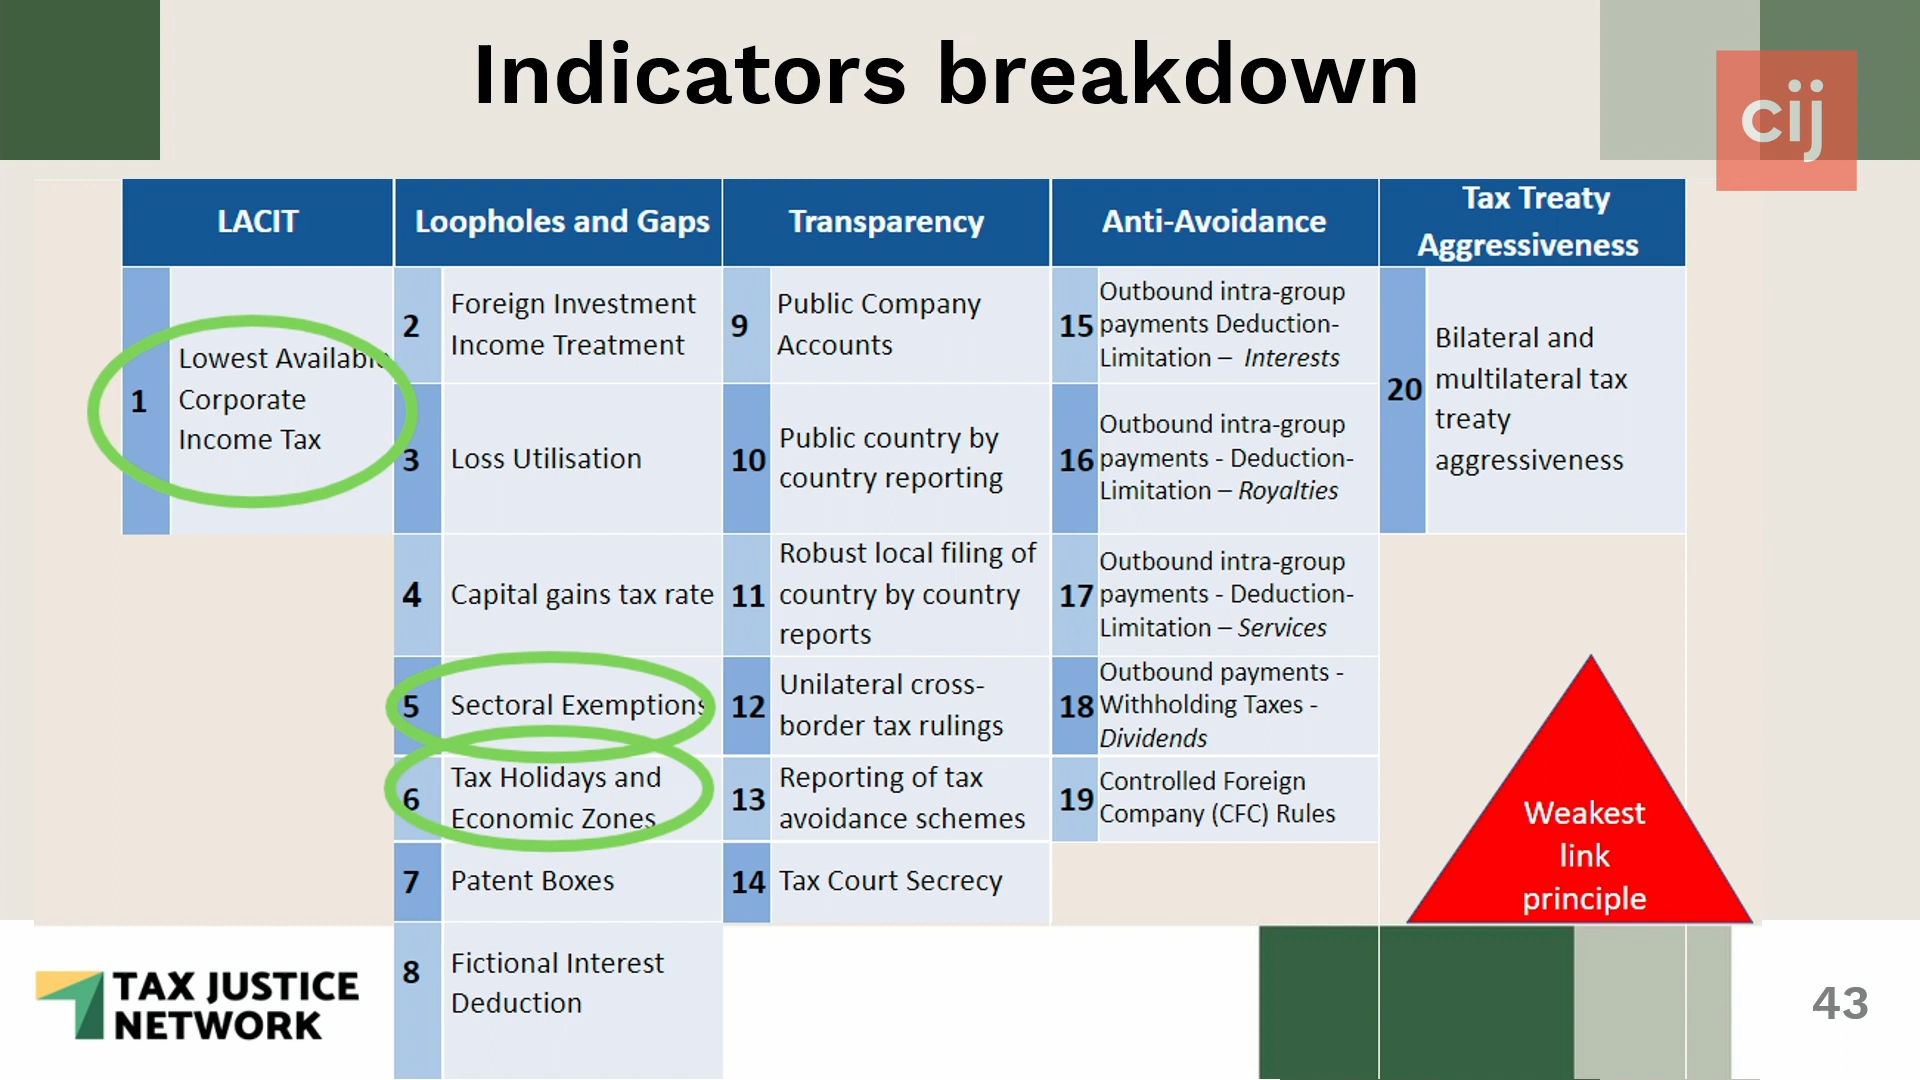 Indicators breakdown
cij
LACIT
Loopholes and Gaps
Transparency
Anti-Avoidance
Tax Treaty
Aggressiveness
1
Lowest Available
Corporate
Income Tax
2
Foreign Investment
Income Treatment
3
Loss Utilisation
4
Capital gains tax rate
5
Sectoral Exemptions
6
Tax Holidays and
Economic Zones
7
Patent Boxes
8
Fictional Interest
Deduction
9
Public Company
Accounts
10
Public country by
country reporting
11
Robust local filing of
country by country
reports
12
Unilateral cross-
border tax rulings
13
Reporting of tax
avoidance schemes
14
Tax Court Secrecy
15
Outbound intra-group
payments Deduction-
Limitation – Interests
16
Outbound intra-group
payments - Deduction-
Limitation – Royalties
17
Outbound intra-group
payments - Deduction-
Limitation – Services
18
Outbound payments -
Withholding Taxes -
Dividends
19
Controlled Foreign
Company (CFC) Rules
20
Bilateral and
multilateral tax
treaty
aggressiveness
Weakest
link
principle
TAX JUSTICE
NETWORK
43